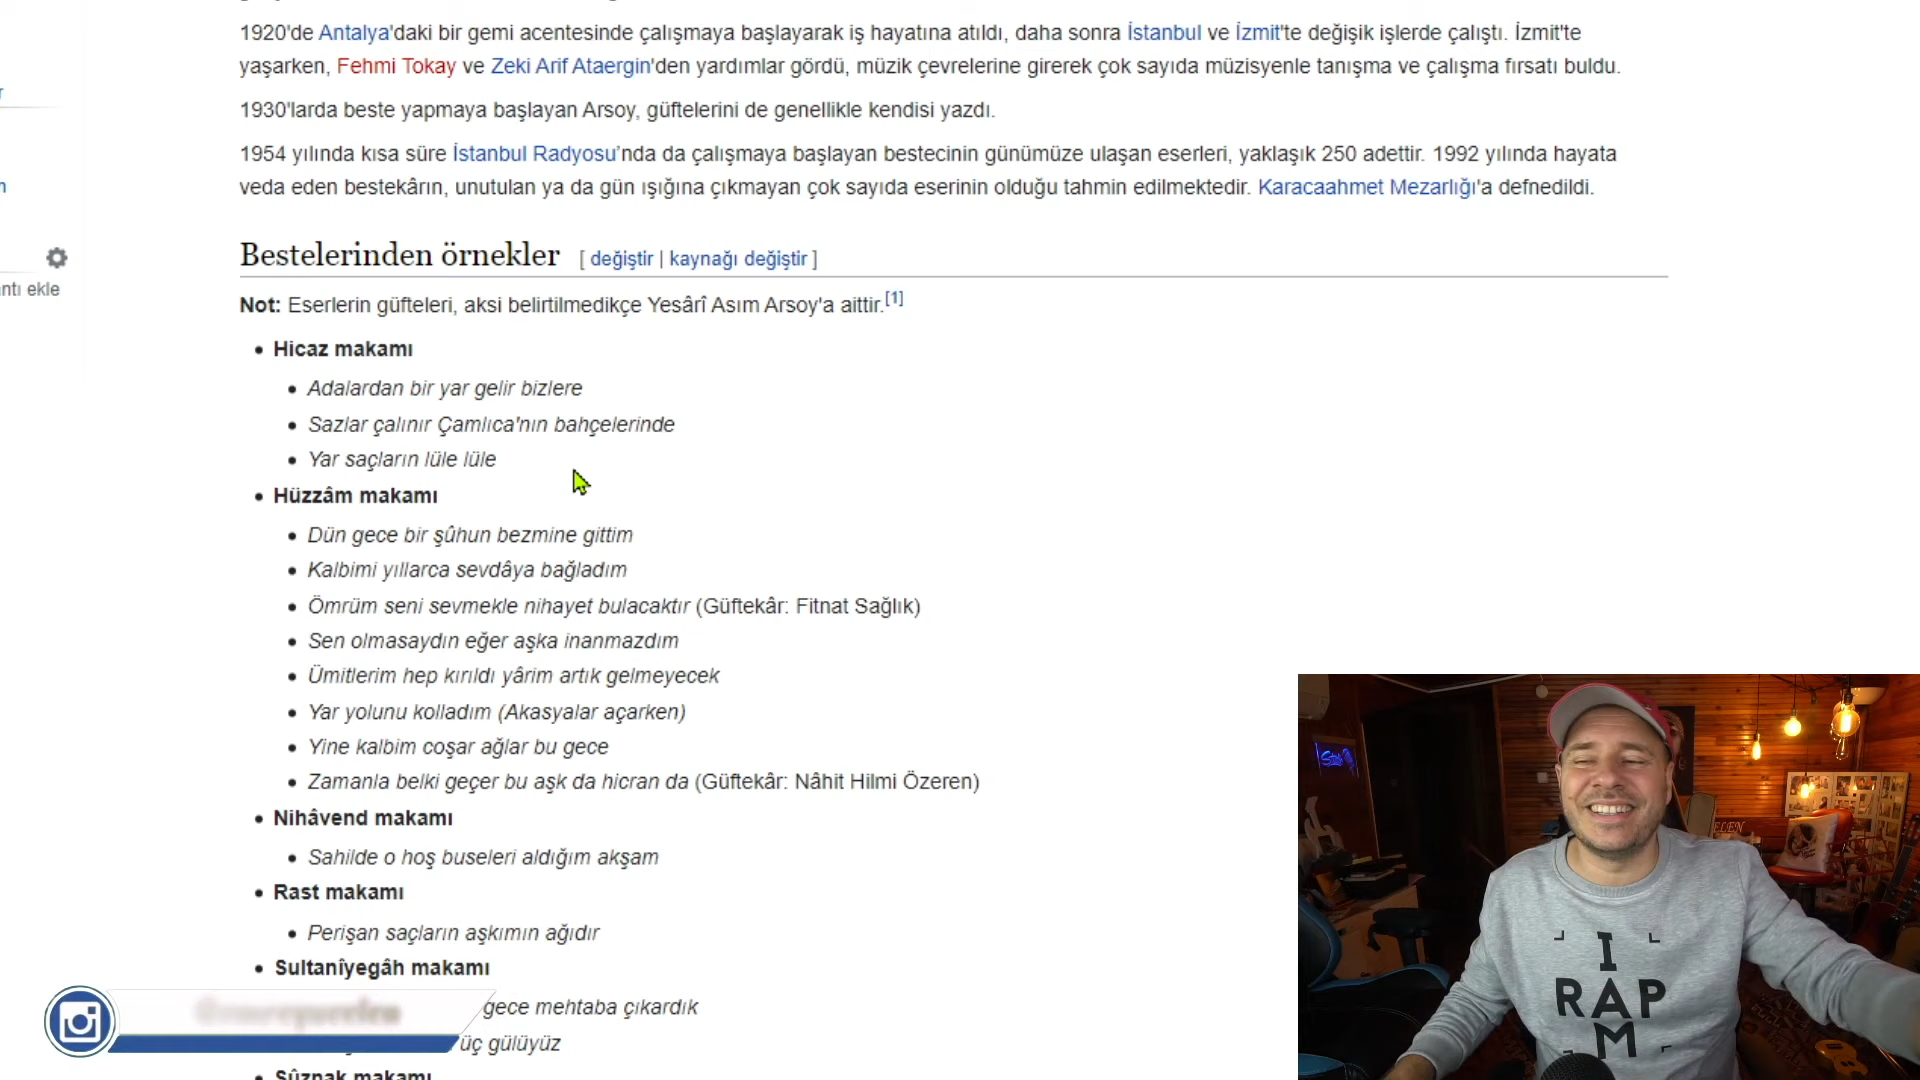 1920'de Antalya'daki bir gemi acentesinde çalışmaya başlayarak iş hayatına atıldı, daha sonra İstanbul ve İzmit'te değişik işlerde çalıştı. İzmit'te
yaşarken, Fehmi Tokay ve Zeki Arif Ataergin'den yardımlar gördü, müzik çevrelerine girerek çok sayıda müzisyenle tanışma ve çalışma fırsatı buldu.
1930'larda beste yapmaya başlayan Arsoy, güftelerini de genellikle kendisi yazdı.
1954 yılında kısa süre İstanbul Radyosu'nda da çalışmaya başlayan bestecinin günümüze ulaşan eserleri, yaklaşık 250 adettir. 1992 yılında hayata
veda eden bestekârın, unutulan ya da gün ışığına çıkmayan çok sayıda eserinin olduğu tahmin edilmektedir. Karacaahmet Mezarlığı'a defnedildi.
Bestelerinden örnekler [ değiştir | kaynağı değiştir ]
ntı ekle
Not: Eserlerin güfteleri, aksi belirtilmedikçe Yesârî Asım Arsoy'a aittir.[1]
• Hicaz makamı
• Adalardan bir yar gelir bizlere
• Sazlar çalınır Çamlıca'nın bahçelerinde
• Yar saçların lüle lüle
• Hüzzâm makamı
• Dün gece bir şûhun bezmine gittim
• Kalbimi yıllarca sevdâya bağladım
• Ömrüm seni sevmekle nihayet bulacaktır (Güftekâr: Fitnat Sağlık)
• Sen olmasaydın eğer aşka inanmazdım
• Ümitlerim hep kırıldı yârim artık gelmeyecek
• Yar yolunu kolladım (Akasyalar açarken)
• Yine kalbim coşar ağlar bu gece
• Zamanla belki geçer bu aşk da hicran da (Güftekâr: Nâhit Hilmi Özeren)
• Nihâvend makamı
• Sahilde o hoş buseleri aldığım akşam
• Rast makamı
• Perişan saçların aşkımın ağıdır
• Sultanîyegâh makamı
gece mehtaba çıkardık
üç gülüyüz
• Sûznak makamı
I
RAP
M